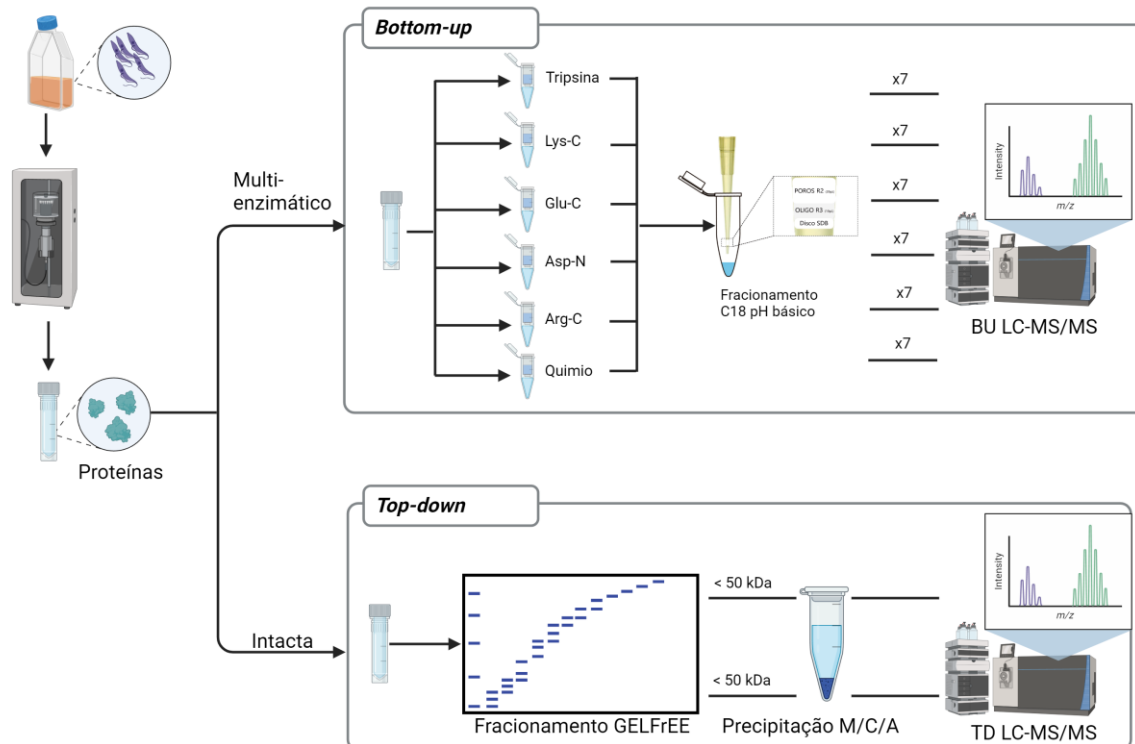 Bottom-up
Tripsina
Lys-C
Multi-
enzimático
Glu-C
Asp-N
Arg-C
Quimio
POROS R2
OLIGO R3
Disco SDB
Fracionamento
C18 pH básico
x7
x7
x7
x7
x7
x7
Intensity
m/z
BU LC-MS/MS
Proteínas
Top-down
Intacta
Fracionamento GELFrEE
< 50 kDa
< 50 kDa
Precipitação M/C/A
Intensity
m/z
TD LC-MS/MS